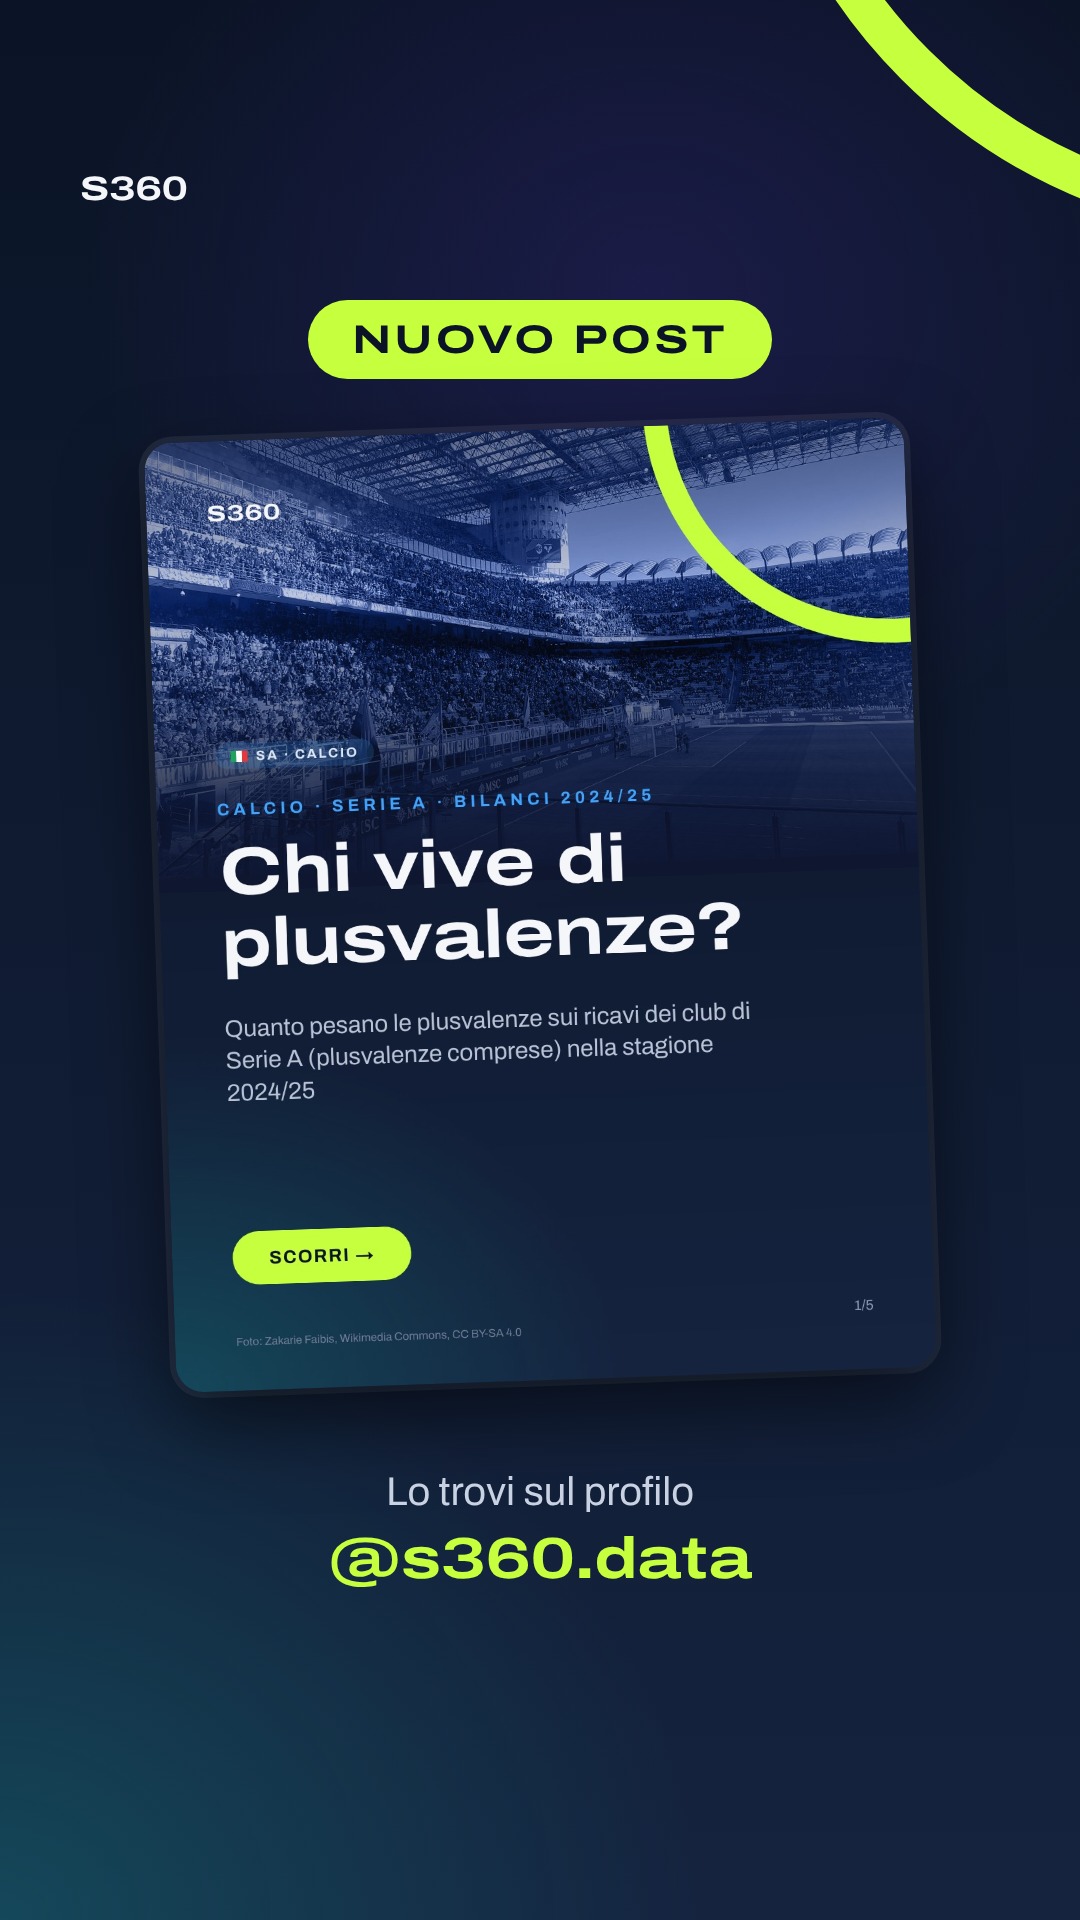 S360
NUOVO POST
S360
SA · CALCIO
CALCIO · SERIE A · BILANCI 2024/25
Chi vive di
plusvalenze?
Quanto pesano le plusvalenze sui ricavi dei club di
Serie A (plusvalenze comprese) nella stagione
2024/25
SCORRI →
1/5
Foto: Zakarie Faibis, Wikimedia Commons, CC BY-SA 4.0
Lo trovi sul profilo
@s360.data